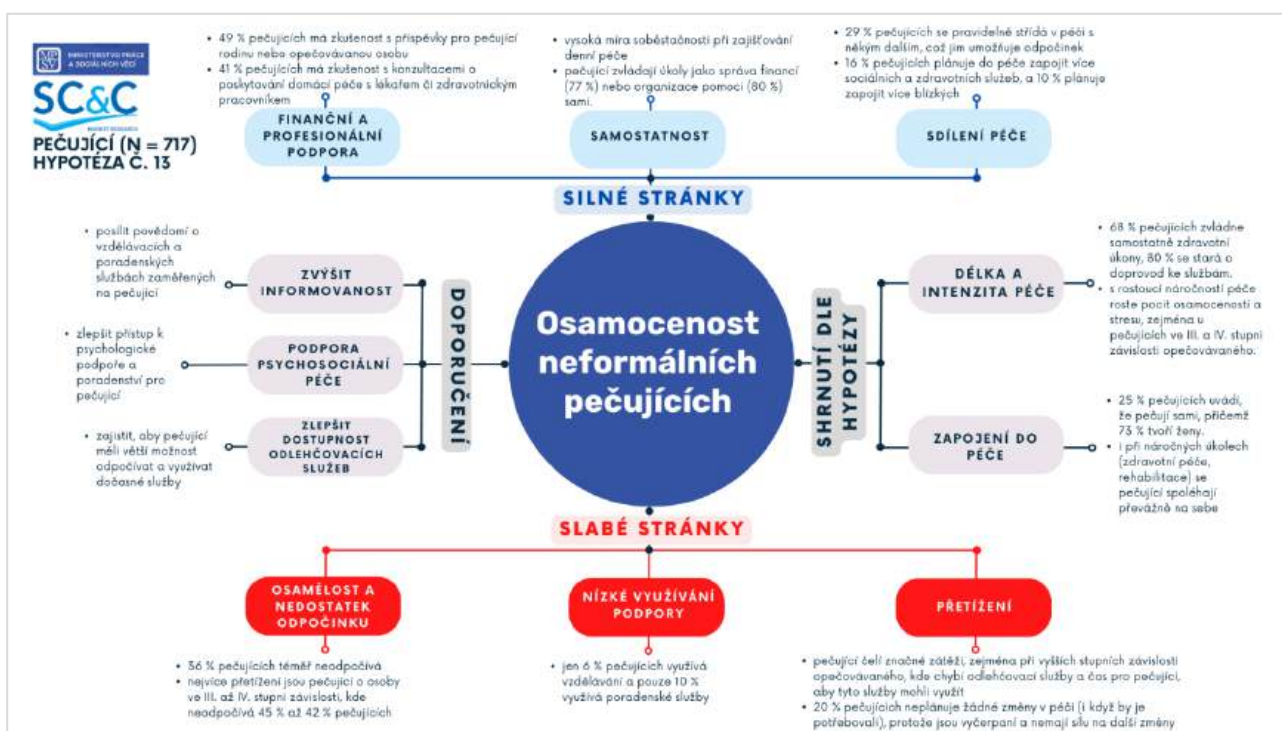 MPSV
MINISTERSTVO PRÁCE
A SOCIÁLNÍCH VĚCÍ
SC&C
MARKET RESEARCH
PEČUJÍCÍ (N = 717)
HYPOTÉZA Č. 13
• 49 % pečujících má zkušenost s příspěvky pro pečující
rodinu nebo opečovávanou osobu
• 41 % pečujících má zkušenost s konzultacemi o
poskytování domácí péče s lékařem či zdravotnickým
pracovníkem
FINANČNÍ A
PROFESIONÁLNÍ
PODPORA
• vysoká míra soběstačnosti při zajišťování
denní péče
• pečující zvládají úkoly jako správa financí
(77 %) nebo organizace pomoci (80 %)
sami.
SAMOSTATNOST
• 29 % pečujících se pravidelně střídá v péči s
někým dalším, což jim umožňuje odpočinek
• 16 % pečujících plánuje do péče zapojit více
sociálních a zdravotních služeb, a 10 % plánuje
zapojit více blízkých
SDÍLENÍ PÉČE
SILNÉ STRÁNKY
• posílit povědomí o
vzdělávacích a
poradenských
službách zaměřených
na pečující
ZVÝŠIT
INFORMOVANOST
• zlepšit přístup k
psychologické
podpoře a
poradenství pro
pečující
PODPORA
PSYCHOSOCIÁLNÍ
PÉČE
• zajistit, aby pečující
měli větší možnost
odpočívat a využívat
dočasné služby
ZLEPŠIT
DOSTUPNOST
ODLEHČOVACÍCH
SLUŽEB
DOPORUČENÍ
Osamocenost
neformálních
pečujících
SHRNUTÍ DLE
HYPOTÉZY
DÉLKA A
INTENZITA PÉČE
• 68 % pečujících zvládne
samostatně zdravotní
úkony, 80 % se stará o
doprovod ke službám.
• s rostoucí náročností péče
roste pocit osamocenosti a
stresu, zejména u
pečujících ve III. a IV. stupni
závislosti opečovávaného.
ZAPOJENÍ DO
PÉČE
• 25 % pečujících uvádí,
že pečují sami, přičemž
73 % tvoří ženy.
• i při náročných úkolech
(zdravotní péče,
rehabilitace) se
pečující spoléhají
převážně na sebe
SLABÉ STRÁNKY
OSAMĚLOST A
NEDOSTATEK
ODPOČINKU
• 36 % pečujících téměř neodpočívá
• nejvíce přetížení jsou pečující o osoby
ve III. až IV. stupni závislosti, kde
neodpočívá 45 % až 42 % pečujících
NÍZKÉ VYUŽÍVÁNÍ
PODPORY
• jen 6 % pečujících využívá
vzdělávání a pouze 10 %
využívá poradenské služby
PŘETÍŽENÍ
• pečující čelí značné zátěži, zejména při vyšších stupních závislosti
opečovávaného, kde chybí odlehčovací služby a čas pro pečující,
aby tyto služby mohli využít
• 20 % pečujících neplánuje žádné změny v péči (i když by je
potřebovali), protože jsou vyčerpaní a nemají sílu na další změny